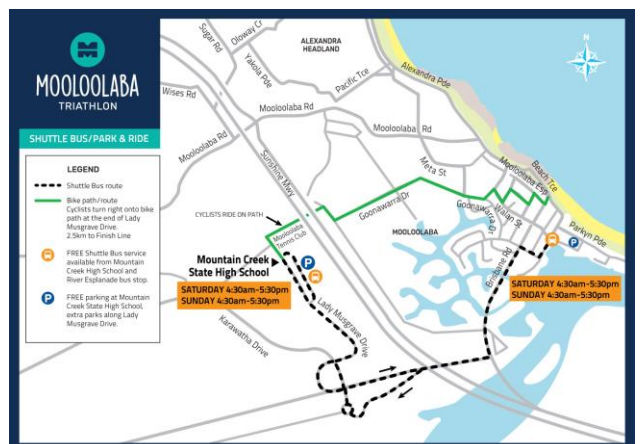 MOOLOOLABA
TRIATHLON
SHUTTLE BUS/PARK & RIDE
LEGEND
Shuttle Bus route
Bike path/route
Cyclists turn right onto bike
path at the end of Lady
Musgrave Drive.
2.5km to Finish Line
FREE Shuttle Bus service
available from Mountain
Creek High School and
River Esplanade bus stop.
P
FREE parking at Mountain
Creek State High School,
extra parks along Lady
Musgrave Drive.
Sugar Rd
Oloway Cr
Yakola Pde
ALEXANDRA
HEADLAND
Pacific Tce
Alexandra Pde
N
Wises Rd
Mooloolaba Rd
Mooloolaba Rd
Mooloolaba Rd
Sunshine Mwy
Meta St
Beach Tce
Mooloolaba Esp
CYCLISTS RIDE ON PATH
Goonawarra Dr
Goonawarra Dr
Walan St
Parkyn Pde
P
Mooloolaba
Tennis Club
MOOLOOLABA
Brisbane Rd
Mountain Creek
State High School
P
SATURDAY 4:30am-5:30pm
SUNDAY 4:30am-5:30pm
SATURDAY 4:30am-5:30pm
SUNDAY 4:30am-5:30pm
Lady Musgrave Drive
Karawatha Drive